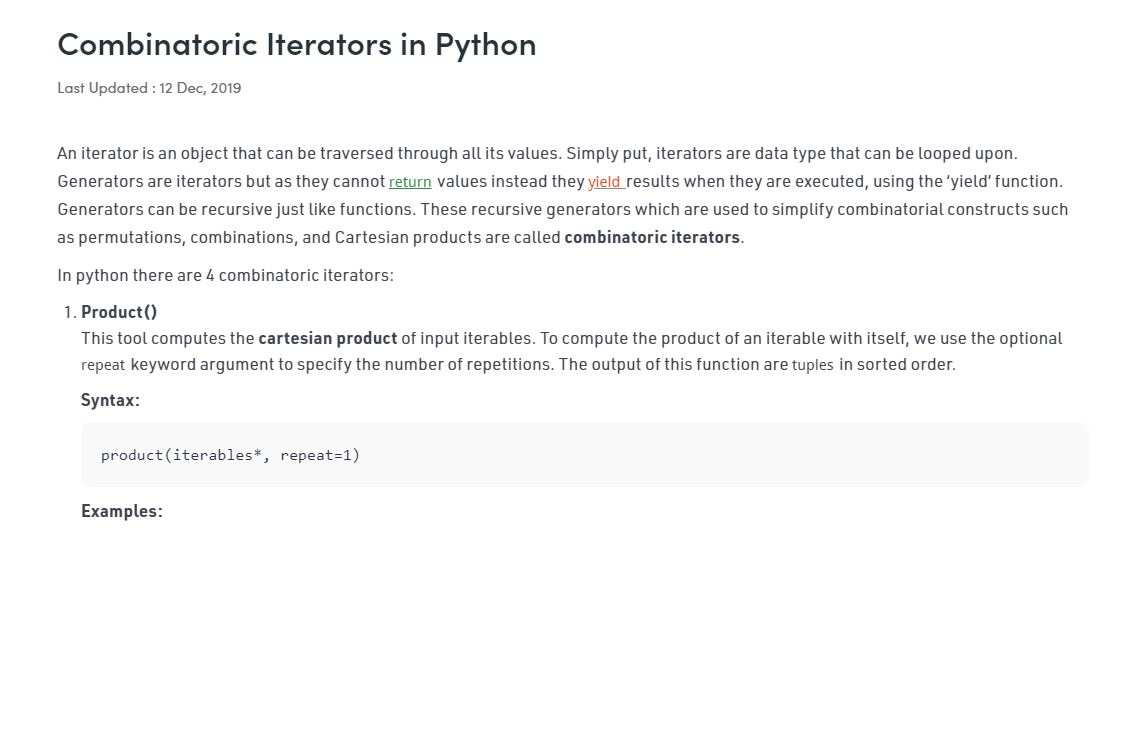 Combinatoric Iterators in Python
Last Updated : 12 Dec, 2019
An iterator is an object that can be traversed through all its values. Simply put, iterators are data type that can be looped upon.
Generators are iterators but as they cannot return values instead they yield results when they are executed, using the ‘yield’ function.
Generators can be recursive just like functions. These recursive generators which are used to simplify combinatorial constructs such
as permutations, combinations, and Cartesian products are called combinatoric iterators.
In python there are 4 combinatoric iterators:
1. Product()
This tool computes the cartesian product of input iterables. To compute the product of an iterable with itself, we use the optional
repeat keyword argument to specify the number of repetitions. The output of this function are tuples in sorted order.
Syntax:
product(iterables*, repeat=1)
Examples: